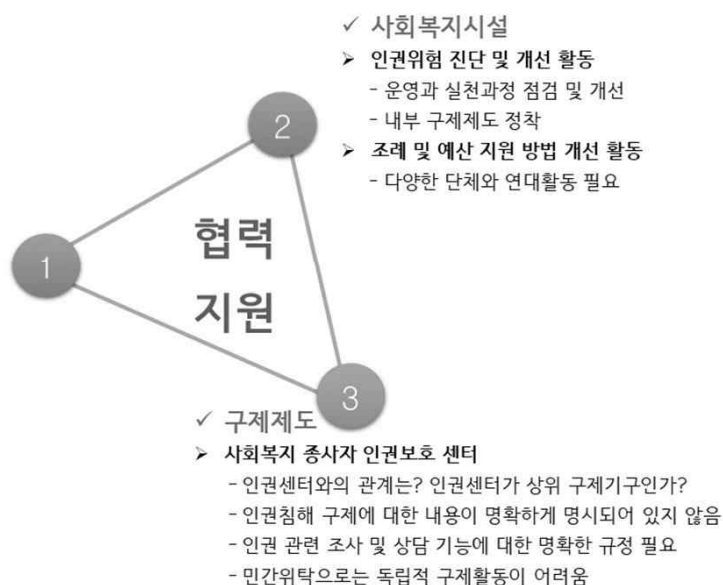 ✓ 사회복지시설
➢ 인권위험 진단 및 개선 활동
- 운영과 실천과정 점검 및 개선
- 내부 구제제도 정착
➢ 조례 및 예산 지원 방법 개선 활동
- 다양한 단체와 연대활동 필요
2
협력
1
지원
3
✓ 구제제도
➢ 사회복지 종사자 인권보호 센터
- 인권센터와의 관계는? 인권센터가 상위 구제기구인가?
- 인권침해 구제에 대한 내용이 명확하게 명시되어 있지 않음
- 인권 관련 조사 및 상담 기능에 대한 명확한 규정 필요
- 민간위탁으로는 독립적 구제활동이 어려움